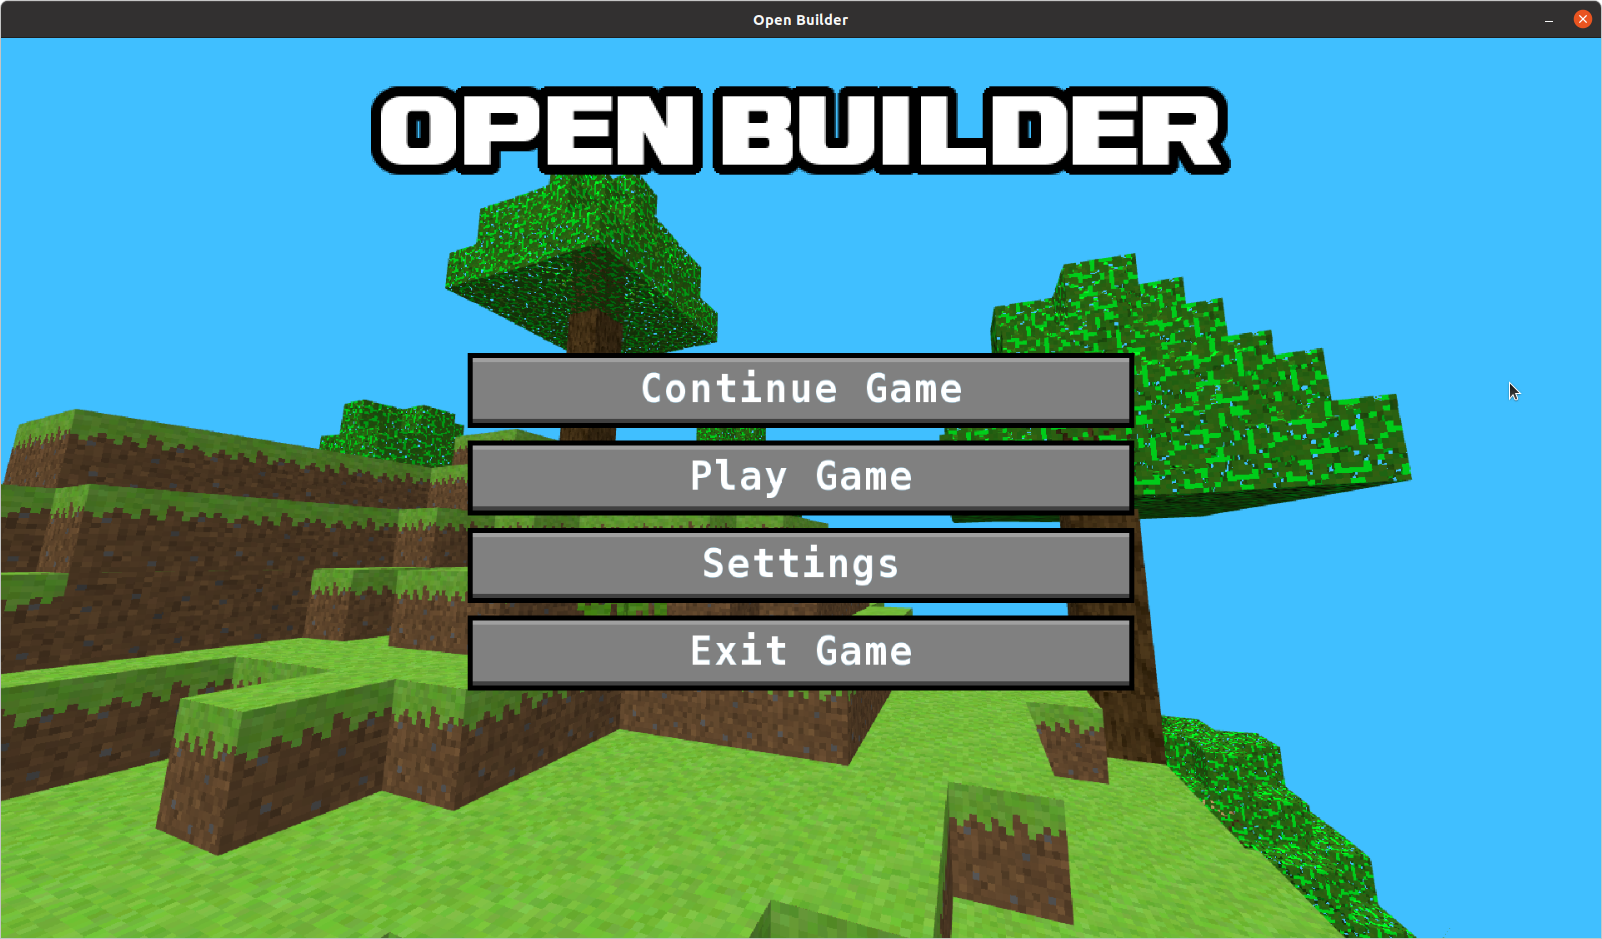 Open Builder
OPEN BUILDER
Continue Game
Play Game
Settings
Exit Game